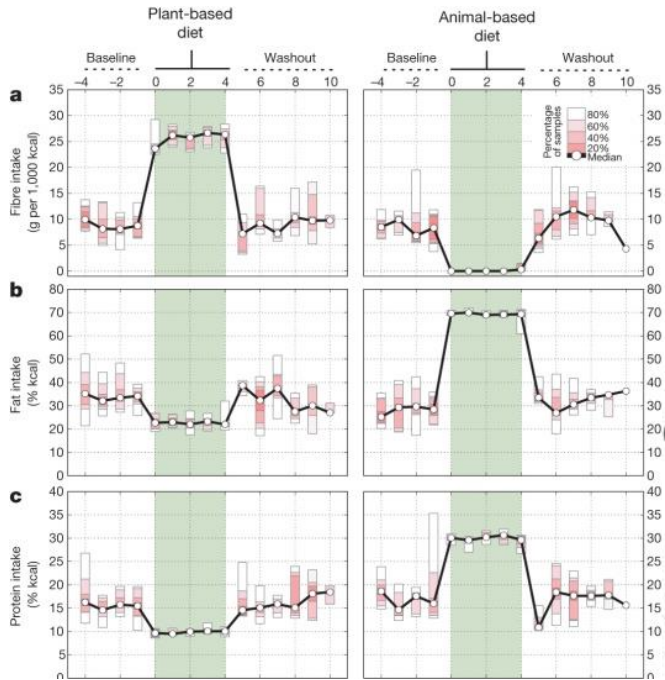 Plant-based diet
Animal-based diet
Baseline
Washout
Baseline
Washout
−4 −2 0 2 4 6 8 10
−4 −2 0 2 4 6 8 10
a
Fibre intake
(g per 1,000 kcal)
35
30
25
20
15
10
5
0
Percentage
of samples
80%
60%
40%
20%
Median
35
30
25
20
15
10
5
0
b
Fat intake
(% kcal)
80
70
60
50
40
30
20
10
0
80
70
60
50
40
30
20
10
0
c
Protein intake
(% kcal)
40
35
30
25
20
15
10
5
0
40
35
30
25
20
15
10
5
0